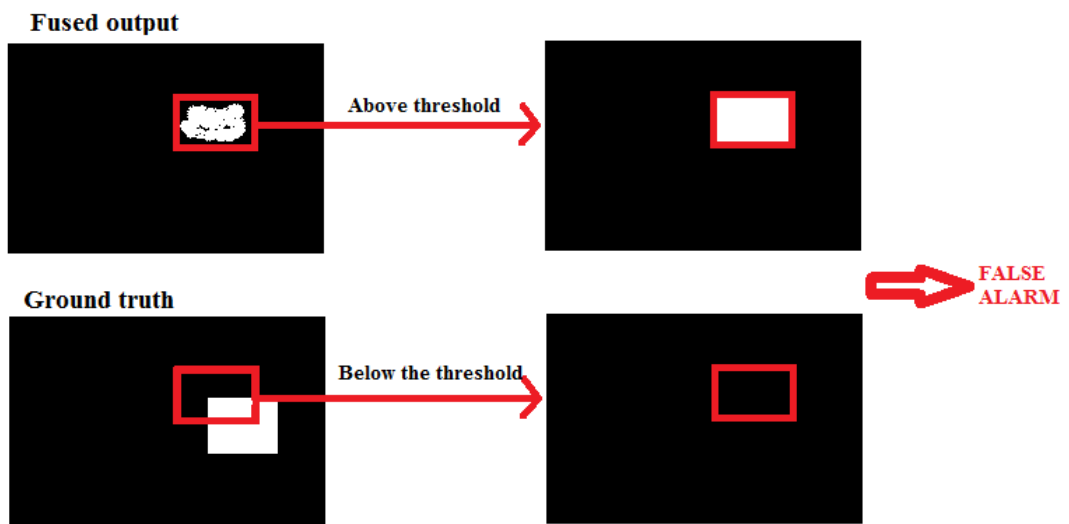 Fused output
Above threshold
Ground truth
Below the threshold
FALSE
ALARM